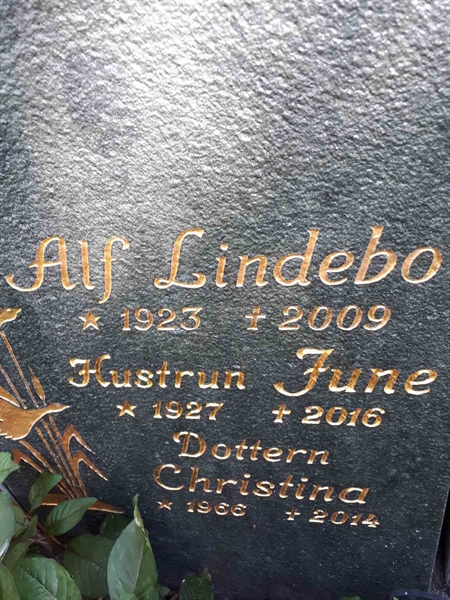 Alf Lindebo
★ 1923 † 2009
Hustrun June
★ 1927 † 2016
Dottern
Christina
★ 1966 † 2014